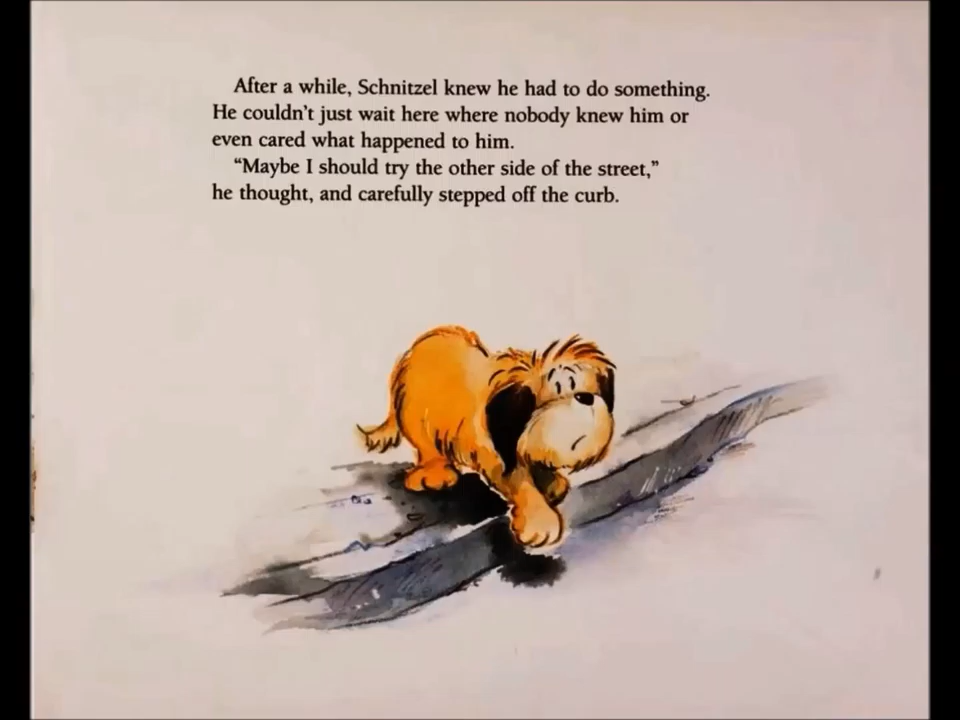 After a while, Schnitzel knew he had to do something.
He couldn't just wait here where nobody knew him or
even cared what happened to him.
“Maybe I should try the other side of the street,”
he thought, and carefully stepped off the curb.